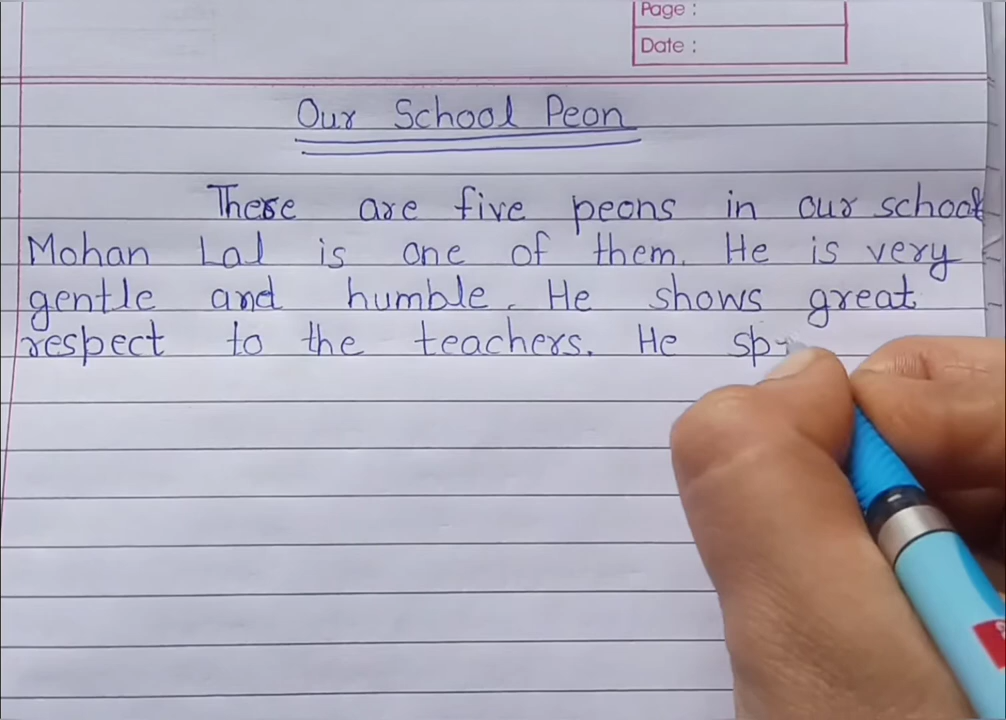 Page :
Date :
Our School Peon
There are five peons in our school
Mohan Lal is one of them. He is very
gentle and humble. He shows great
respect to the teachers. He